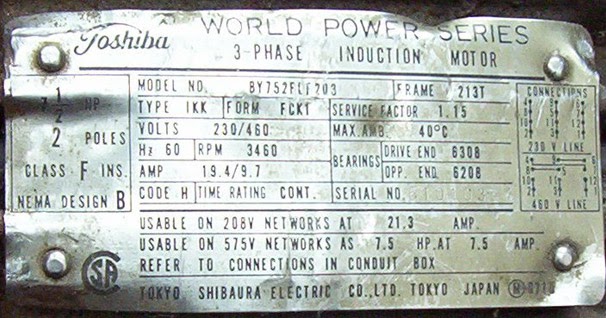 Toshiba WORLD POWER SERIES
3-PHASE INDUCTION MOTOR
7 1/2 HP
2 POLES
CLASS F INS.
NEMA DESIGN B
MODEL NO. FRAME 213T
TYPE IKK FORM FCKT SERVICE FACTOR 1.15
VOLTS 230/460 MAX.AMB. 40°C
Hz 60 RPM 3460 BEARINGS DRIVE END 6308
AMP 19.4/9.7 OPP. END 6208
CODE H TIME RATING CONT. SERIAL NO.
CONNECTIONS
230 V LINE
460 V LINE
USABLE ON 208V NETWORKS AT 21.3 AMP.
USABLE ON 575V NETWORKS AS 7.5 HP.AT 7.5 AMP.
REFER TO CONNECTIONS IN CONDUIT BOX
TOKYO SHIBAURA ELECTRIC CO.,LTD. TOKYO JAPAN